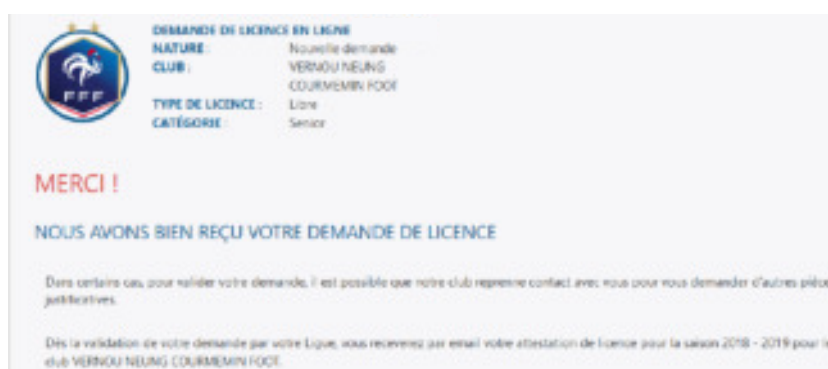 DEMANDE DE LICENCE EN LIGNE
NATURE : Nouvelle demande
CLUB : VERNOU NEUNG
COURMEMIN FOOT
TYPE DE LICENCE : Libre
CATÉGORIE : Senior
FFF
MERCI !
NOUS AVONS BIEN REÇU VOTRE DEMANDE DE LICENCE
Dans certains cas, pour valider votre demande, il est possible que notre club reprenne contact avec vous pour vous demander d'autres pièce
justificatives.
Dès la validation de votre demande par votre Ligue, vous recevrez par email votre attestation de licence pour la saison 2018 - 2019 pour le
club VERNOU NEUNG COURMEMIN FOOT.